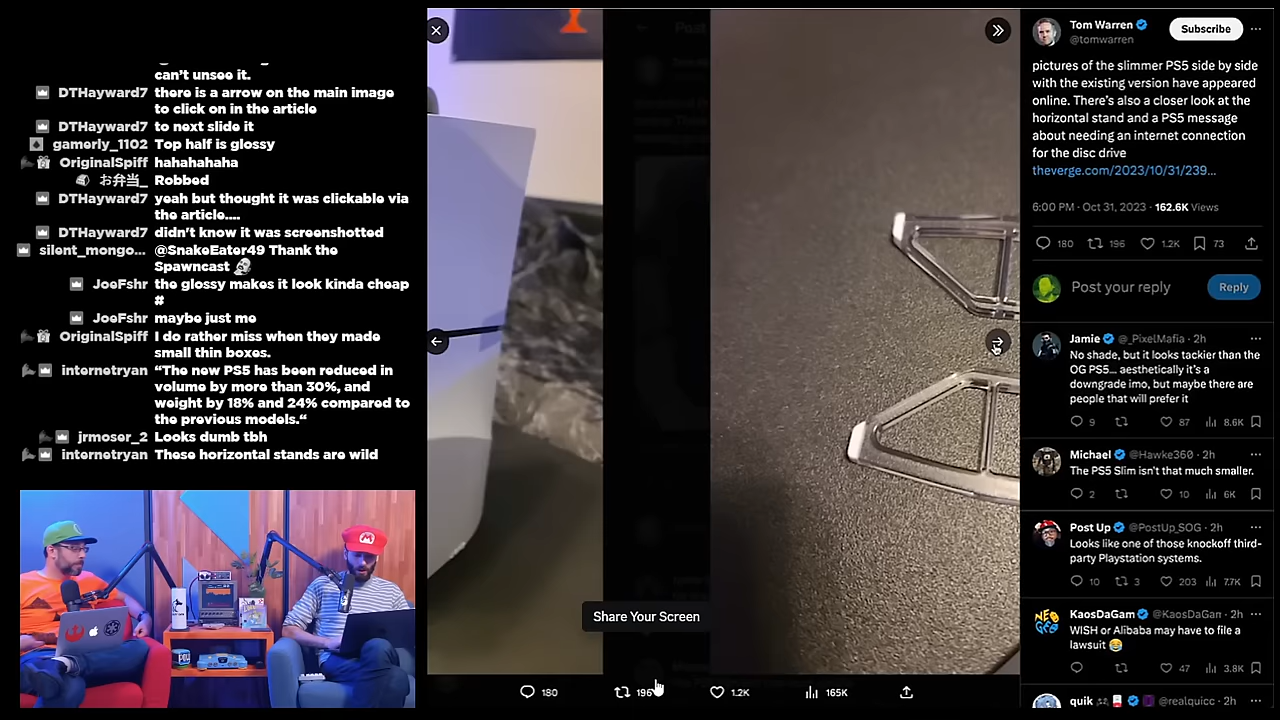 can't unsee it.
DTHayward7 there is a arrow on the main image
to click on in the article
DTHayward7 to next slide it
gamerly_1102 Top half is glossy
OriginalSpiff hahahahaha
お弁当_ Robbed
DTHayward7 yeah but thought it was clickable via
the article....
DTHayward7 didn't know it was screenshotted
silent_mongo... @SnakeEater49 Thank the
Spawncast
JoeFshr the glossy makes it look kinda cheap
#
JoeFshr maybe just me
OriginalSpiff I do rather miss when they made
small thin boxes.
internetryan “The new PS5 has been reduced in
volume by more than 30%, and
weight by 18% and 24% compared to
the previous models.“
jrmoser_2 Looks dumb tbh
internetryan These horizontal stands are wild
Share Your Screen
180 196 1.2K 165K
Tom Warren
@tomwarren
Subscribe
pictures of the slimmer PS5 side by side
with the existing version have appeared
online. There's also a closer look at the
horizontal stand and a PS5 message
about needing an internet connection
for the disc drive
theverge.com/2023/10/31/239...
6:00 PM · Oct 31, 2023 · 162.6K Views
180 196 1.2K 73
Post your reply
Reply
Jamie @_PixelMafia · 2h
No shade, but it looks tackier than the
OG PS5... aesthetically it's a
downgrade imo, but maybe there are
people that will prefer it
9 87 8.6K
Michael @Hawke360 · 2h
The PS5 Slim isn't that much smaller.
2 10 6K
Post Up @PostUp_SOG · 2h
Looks like one of those knockoff third-
party Playstation systems.
10 3 203 7.7K
KaosDaGam @KaosDaGam · 2h
WISH or Alibaba may have to file a
lawsuit
47 3.8K
quik @realquicc · 2h